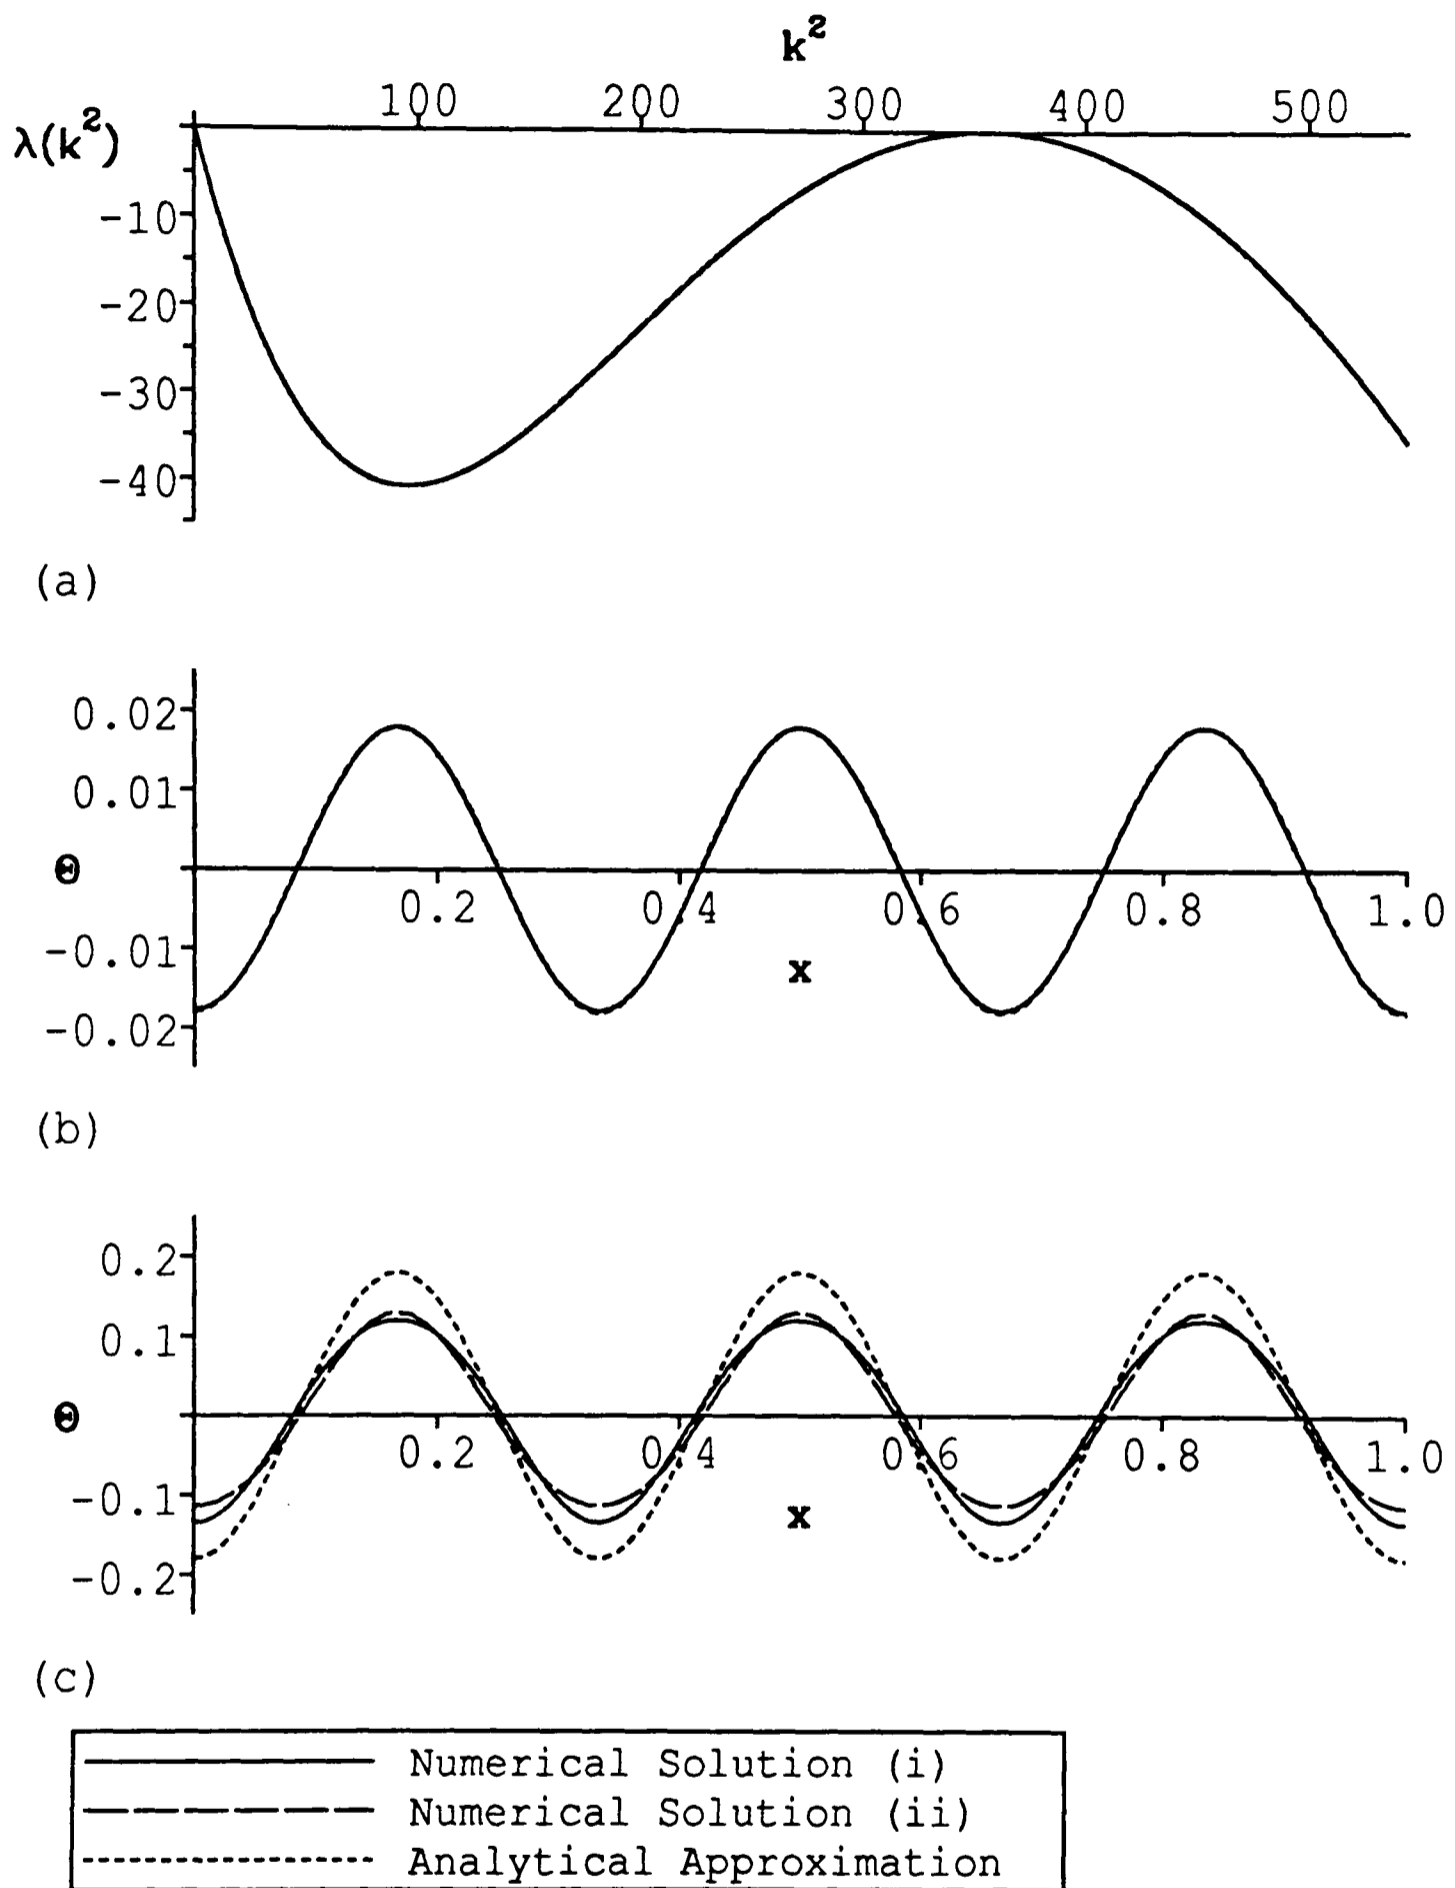 k²
100 200 300 400 500
λ(k²)
-10
-20
-30
-40
(a)
0.02
0.01
Θ
0.2 0.4 0.6 0.8 1.0
-0.01
x
-0.02
(b)
0.2
0.1
Θ
0.2 0.4 0.6 0.8 1.0
-0.1
x
-0.2
(c)
Numerical Solution (i)
Numerical Solution (ii)
Analytical Approximation